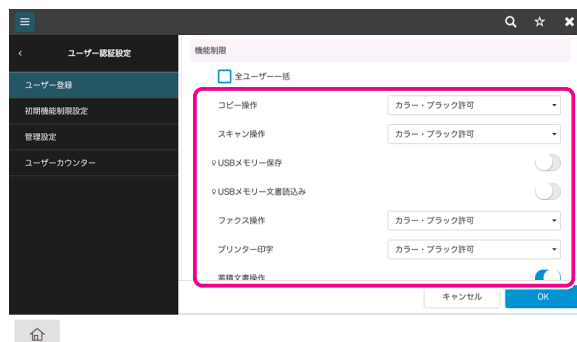 ユーザー認証設定
機能制限
全ユーザー一括
ユーザー登録
初期機能制限設定
管理設定
ユーザーカウンター
コピー操作 カラー・ブラック許可
スキャン操作 カラー・ブラック許可
USBメモリー保存
USBメモリー文書読込み
ファクス操作 カラー・ブラック許可
プリンター印字 カラー・ブラック許可
蓄積文書操作
キャンセル OK